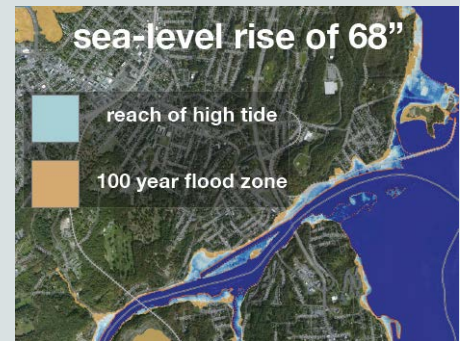 sea-level rise of 68”
reach of high tide
100 year flood zone